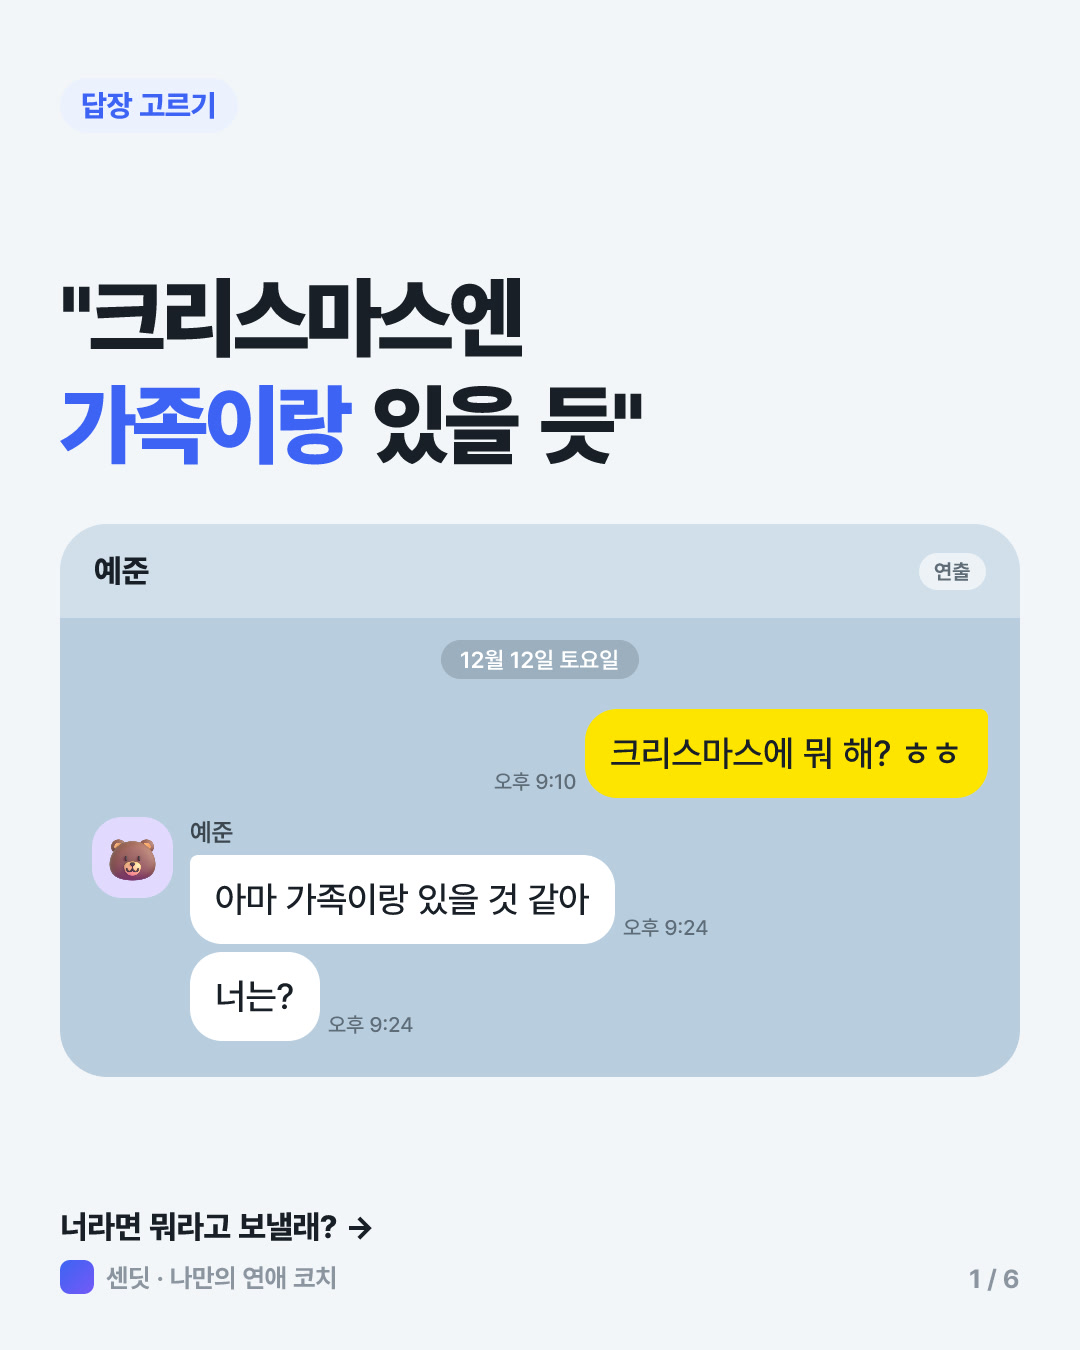 답장 고르기
"크리스마스엔
가족이랑 있을 듯"
예준
연출
12월 12일 토요일
크리스마스에 뭐 해? ㅎㅎ
오후 9:10
예준
아마 가족이랑 있을 것 같아
오후 9:24
너는?
오후 9:24
너라면 뭐라고 보낼래? →
센딧 · 나만의 연애 코치
1 / 6